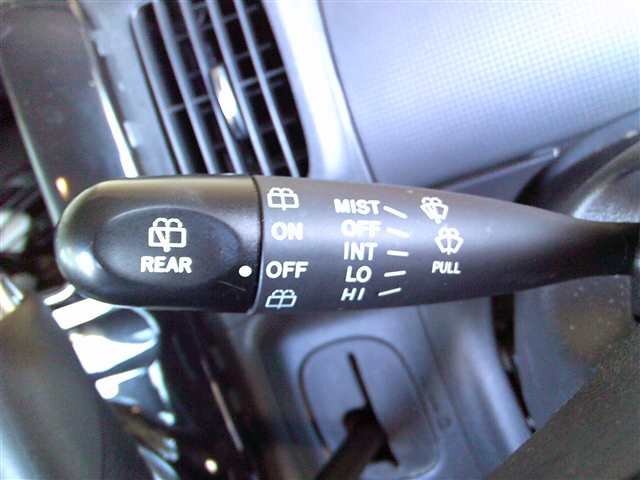 REAR
ON
OFF
MIST
OFF
INT
LO
HI
PULL